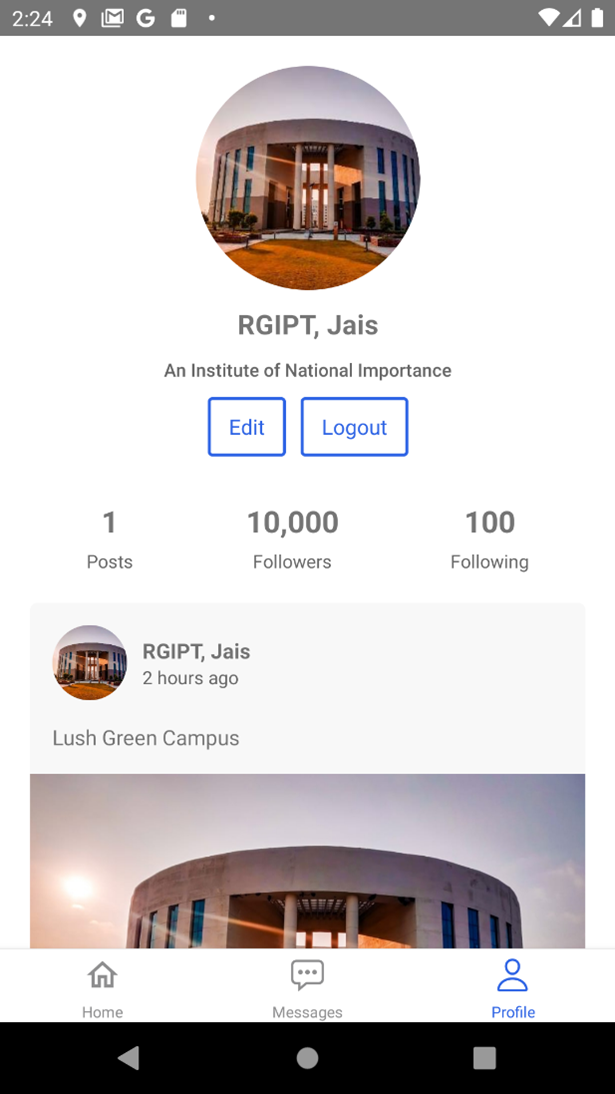 2:24
RGIPT, Jais
An Institute of National Importance
Edit Logout
1 10,000 100
Posts Followers Following
RGIPT, Jais
2 hours ago
Lush Green Campus
Home Messages Profile